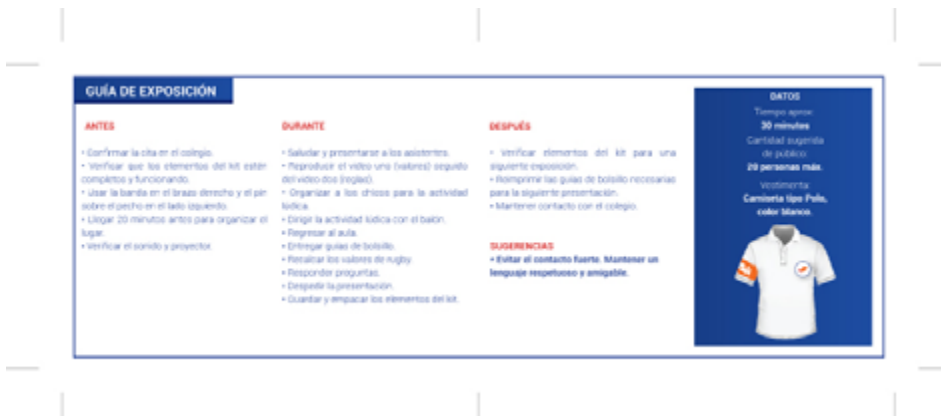 GUÍA DE EXPOSICIÓN
ANTES
• Confirmar la cita en el colegio.
• Verificar que los elementos del kit estén
completos y funcionando.
• Usar la banda en el brazo derecho y el pin
sobre el pecho en el lado izquierdo.
• Llegar 20 minutos antes para organizar el
lugar.
• Verificar el sonido y proyector.
DURANTE
• Saludar y presentarse a los asistentes.
• Reproducir el video uno (valores) seguido
del video dos (reglas).
• Organizar a los chicos para la actividad
lúdica.
• Dirigir la actividad lúdica con el balón.
• Regresar al aula.
• Entregar guías de bolsillo.
• Recalcar los valores de rugby.
• Responder preguntas.
• Despedir la presentación.
• Guardar y empacar los elementos del kit.
DESPUÉS
• Verificar elementos del kit para una
siguiente exposición.
• Reimprimir las guías de bolsillo necesarias
para la siguiente presentación.
• Mantener contacto con el colegio.
SUGERENCIAS
• Evitar el contacto fuerte. Mantener un
lenguaje respetuoso y amigable.
DATOS
Tiempo aprox:
30 minutos
Cantidad sugerida
de público:
20 personas máx.
Vestimenta:
Camiseta tipo Polo,
color blanco.